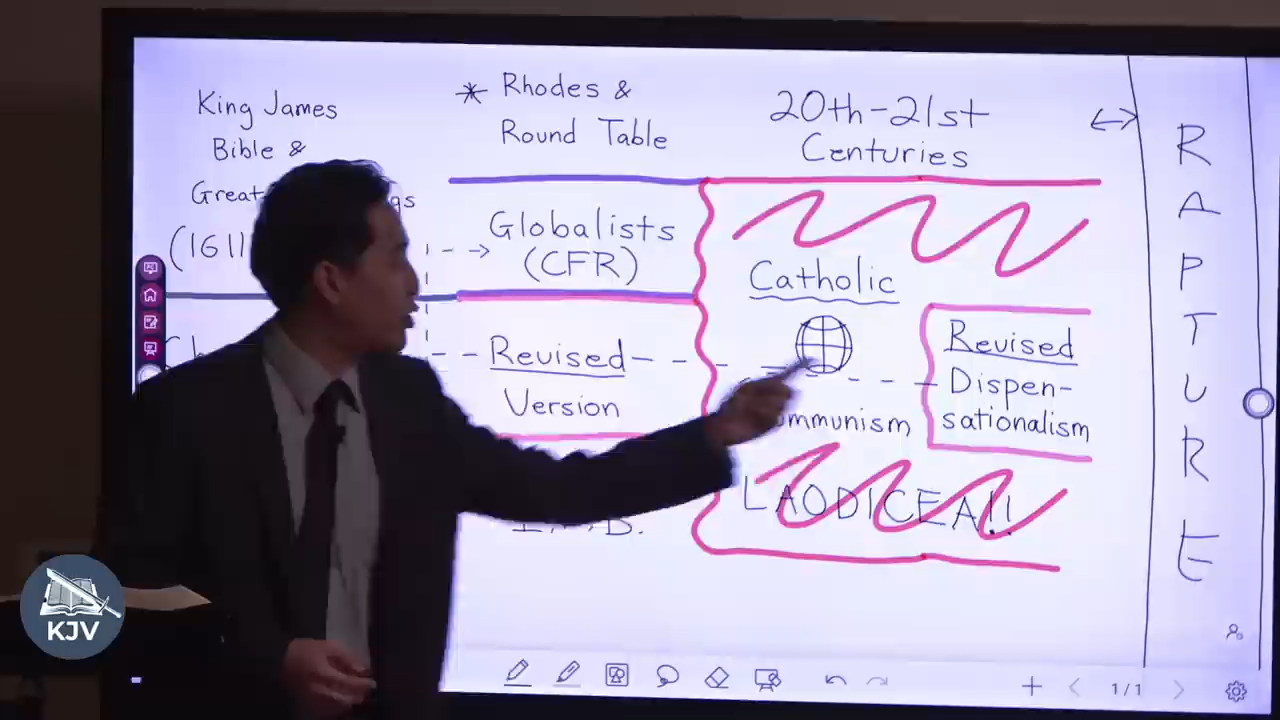 King James
Bible &
Great
(1611
* Rhodes &
Round Table
Globalists
(CFR)
Revised
Version
20th-21st
Centuries
Catholic
Revised
Dispen-
sationalism
LAODICEA!!
RAPTURE
KJV
1/1